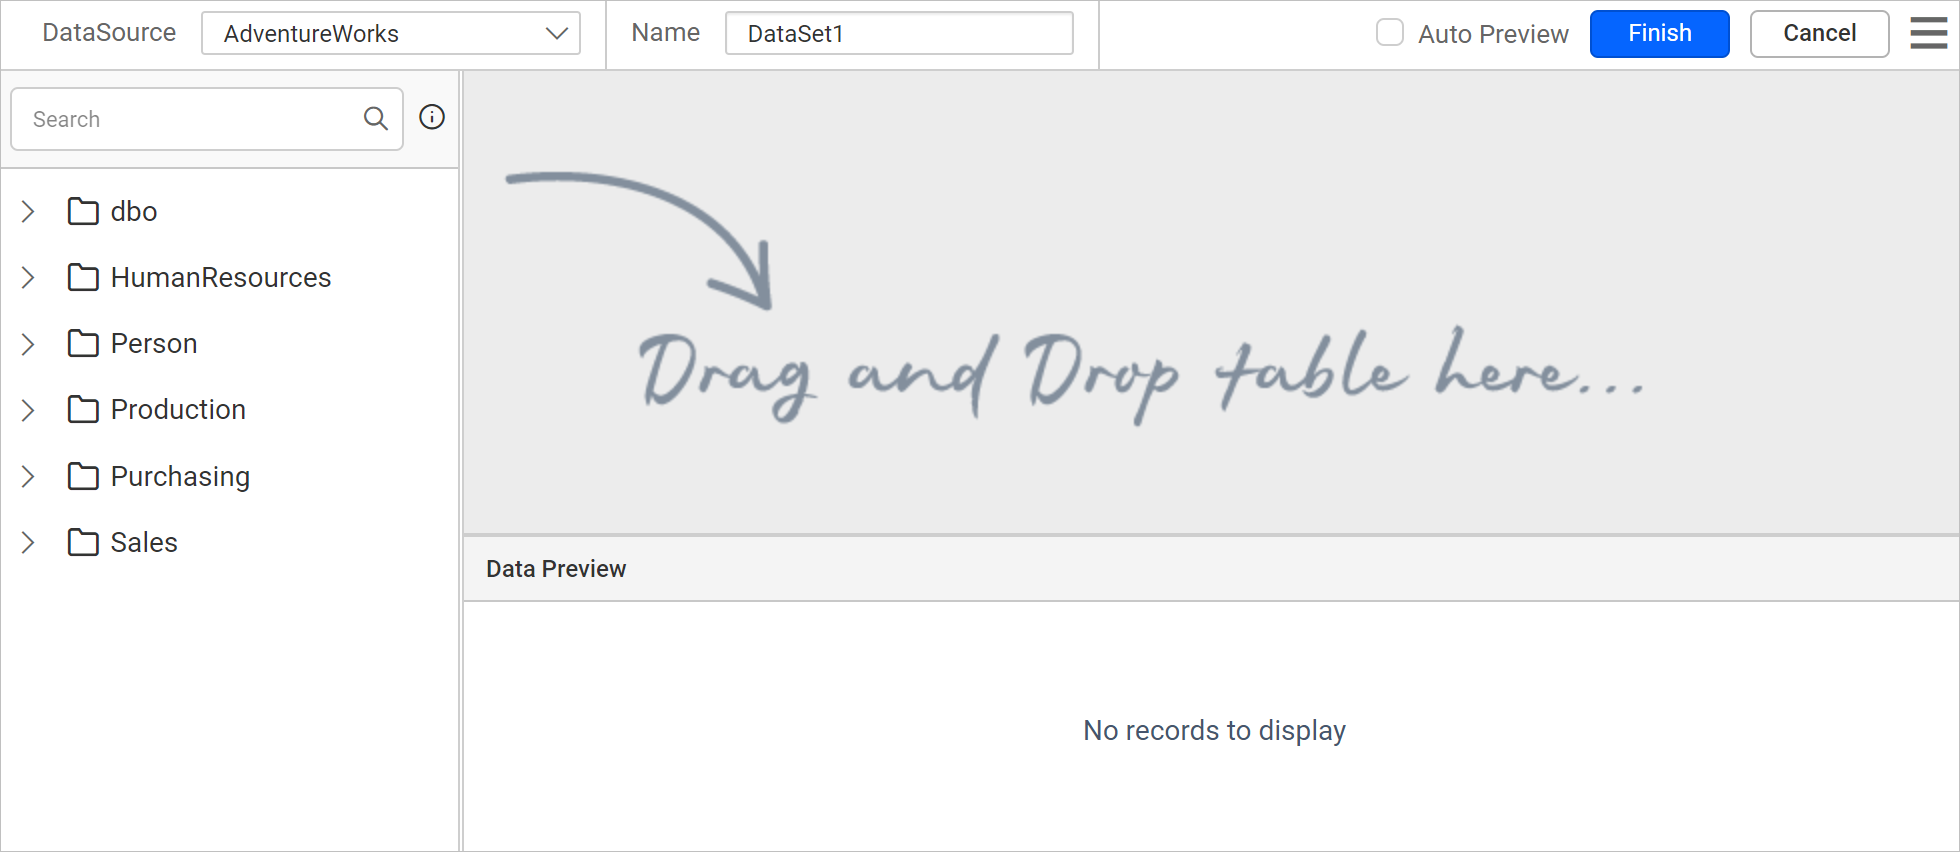 DataSource AdventureWorks Name DataSet1 Auto Preview Finish Cancel
Search
dbo
HumanResources
Person
Production
Purchasing
Sales
Drag and Drop table here...
Data Preview
No records to display